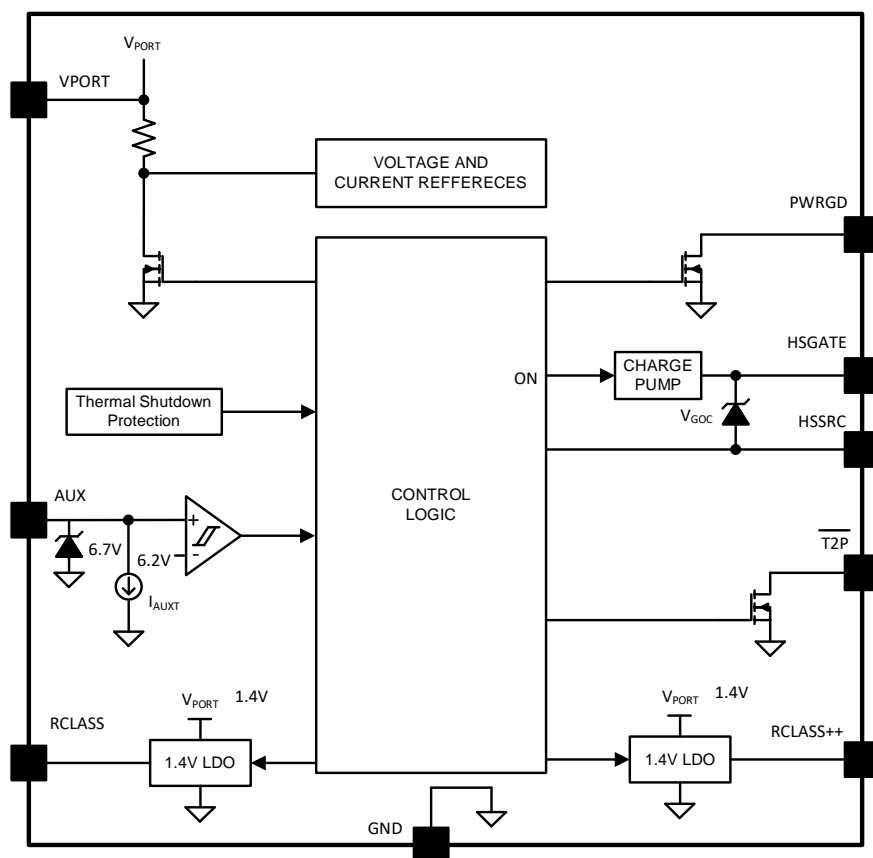 VPORT
VPORT
VOLTAGE AND
CURRENT REFFERECES
PWRGD
HSGATE
CHARGE
PUMP
ON
Thermal Shutdown
Protection
VGOC
HSSRC
AUX
CONTROL
LOGIC
+
-
6.7V
6.2V
IAUXT
T2P
VPORT 1.4V
VPORT 1.4V
RCLASS
RCLASS++
1.4V LDO
1.4V LDO
GND